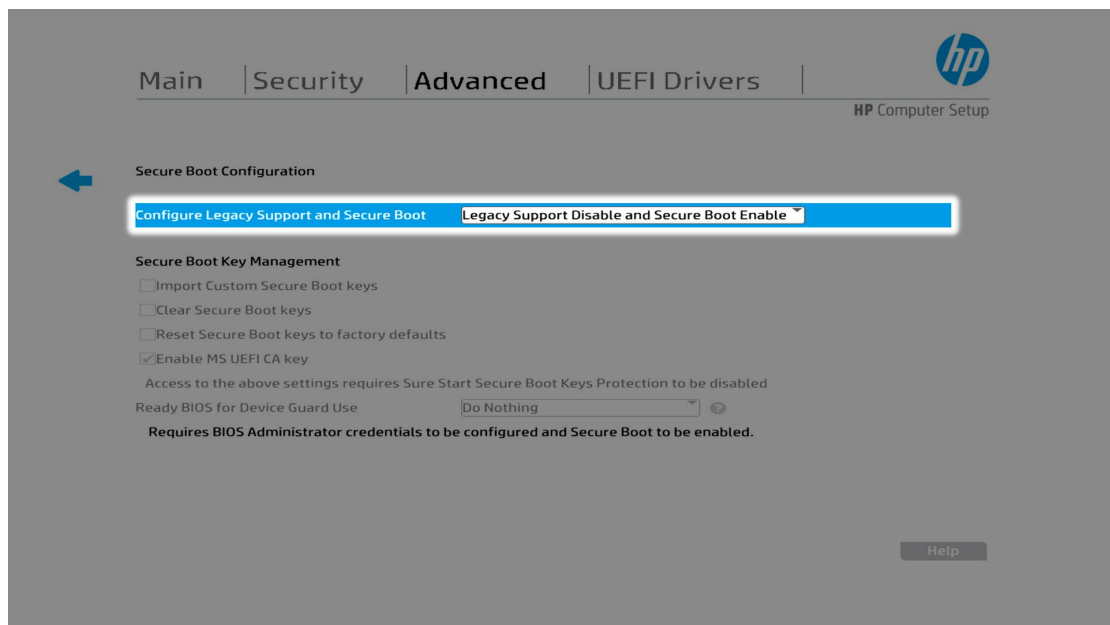 hp
Main Security Advanced UEFI Drivers
HP Computer Setup
Secure Boot Configuration
Configure Legacy Support and Secure Boot Legacy Support Disable and Secure Boot Enable
Secure Boot Key Management
Import Custom Secure Boot keys
Clear Secure Boot keys
Reset Secure Boot keys to factory defaults
Enable MS UEFI CA key
Access to the above settings requires Sure Start Secure Boot Keys Protection to be disabled
Ready BIOS for Device Guard Use Do Nothing ?
Requires BIOS Administrator credentials to be configured and Secure Boot to be enabled.
Help